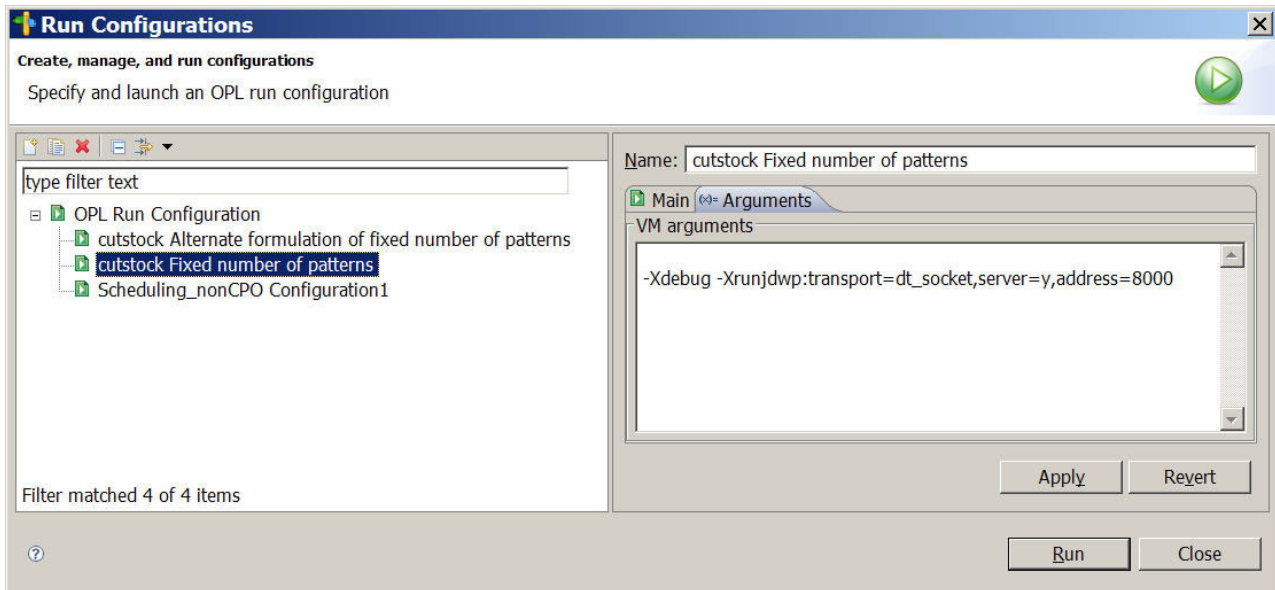 Run Configurations
Create, manage, and run configurations
Specify and launch an OPL run configuration
type filter text
OPL Run Configuration
cutstock Alternate formulation of fixed number of patterns
cutstock Fixed number of patterns
Scheduling_nonCPO Configuration1
Filter matched 4 of 4 items
Name: cutstock Fixed number of patterns
Main (x)= Arguments
VM arguments
-Xdebug -Xrunjdwp:transport=dt_socket,server=y,address=8000
Apply Revert
? Run Close